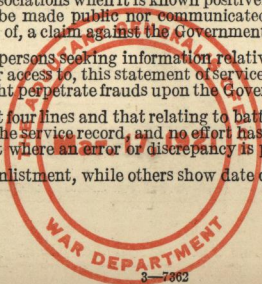 sociations when it is known positive
be made public nor communicated
of, a claim against the Government
persons seeking information relativ
r access to, this statement of service
ht perpetrate frauds upon the Gover
t four lines and that relating to batt
he service record, and no effort has
t where an error or discrepancy is p
nlistment, while others show date o
WAR DEPARTMENT
3—7362